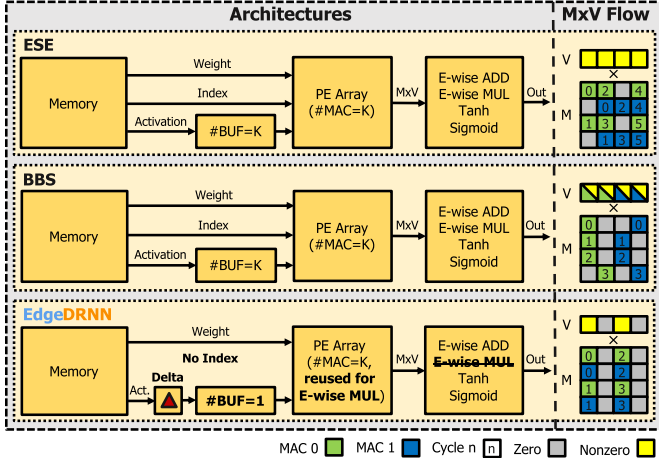 Architectures
MxV Flow
ESE
Memory
Weight
Index
Activation
#BUF=K
PE Array
(#MAC=K)
MxV
E-wise ADD
E-wise MUL
Tanh
Sigmoid
Out
V
×
M
0 2 4
0 2 4
1 3 5
1 3 5
BBS
Memory
Weight
Index
Activation
#BUF=K
PE Array
(#MAC=K)
MxV
E-wise ADD
E-wise MUL
Tanh
Sigmoid
Out
V
×
M
0 0
1 1
2 2
3 3
EdgeDRNN
Memory
Weight
No Index
Act.
Delta
#BUF=1
PE Array
(#MAC=K,
reused for
E-wise MUL)
MxV
E-wise ADD
E-wise MUL
Tanh
Sigmoid
Out
V
×
M
0 2
0 2
1 3
1 3
MAC 0 MAC 1 Cycle n n Zero Nonzero